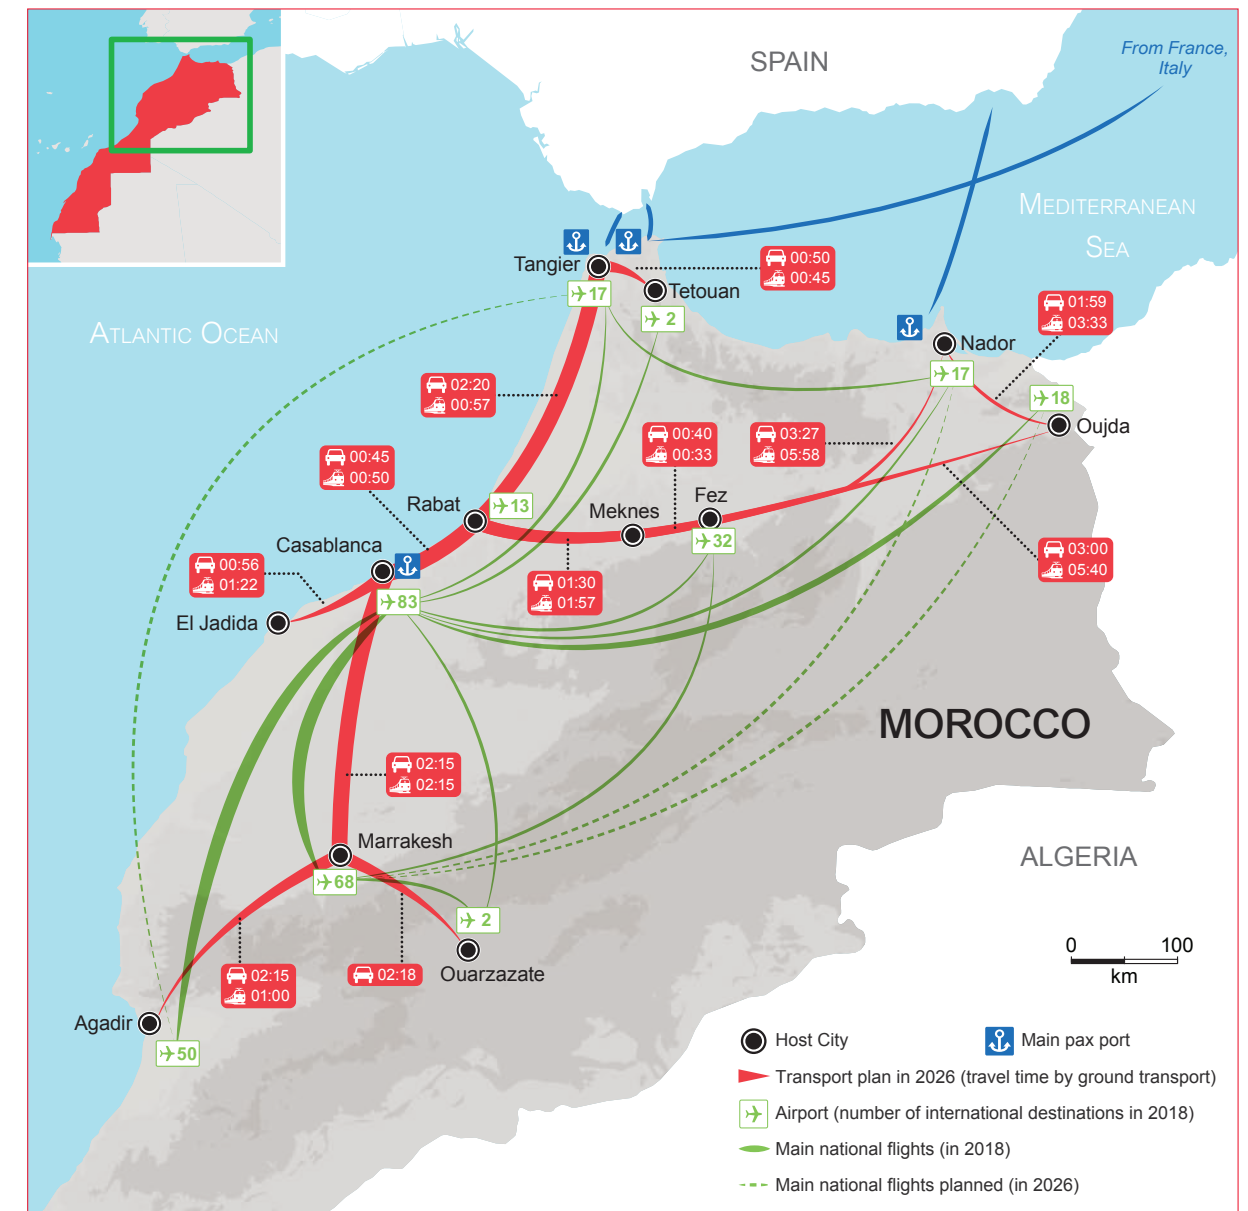 SPAIN
From France,
Italy
MEDITERRANEAN
SEA
ATLANTIC OCEAN
Tangier
17
Tetouan
2
00:50
00:45
01:59
03:33
Nador
17
18
Oujda
02:20
00:57
00:40
00:33
03:27
05:58
00:45
00:50
Rabat
13
Meknes
Fez
32
Casablanca
83
00:56
01:22
El Jadida
01:30
01:57
03:00
05:40
MOROCCO
02:15
02:15
Marrakesh
68
ALGERIA
2
Ouarzazate
02:15
01:00
02:18
Agadir
50
0 100
km
Host City
Main pax port
Transport plan in 2026 (travel time by ground transport)
Airport (number of international destinations in 2018)
Main national flights (in 2018)
Main national flights planned (in 2026)